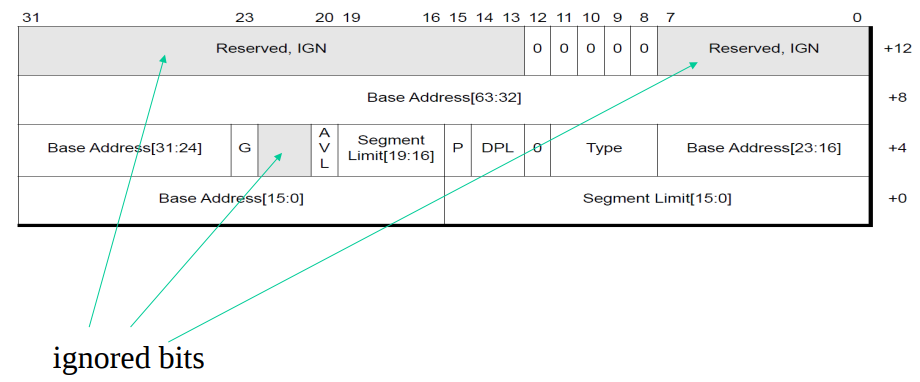 31 23 20 19 16 15 14 13 12 11 10 9 8 7 0
Reserved, IGN 0 0 0 0 0 Reserved, IGN +12
Base Address[63:32] +8
Base Address[31:24] G A V L Segment Limit[19:16] P DPL 0 Type Base Address[23:16] +4
Base Address[15:0] Segment Limit[15:0] +0
ignored bits